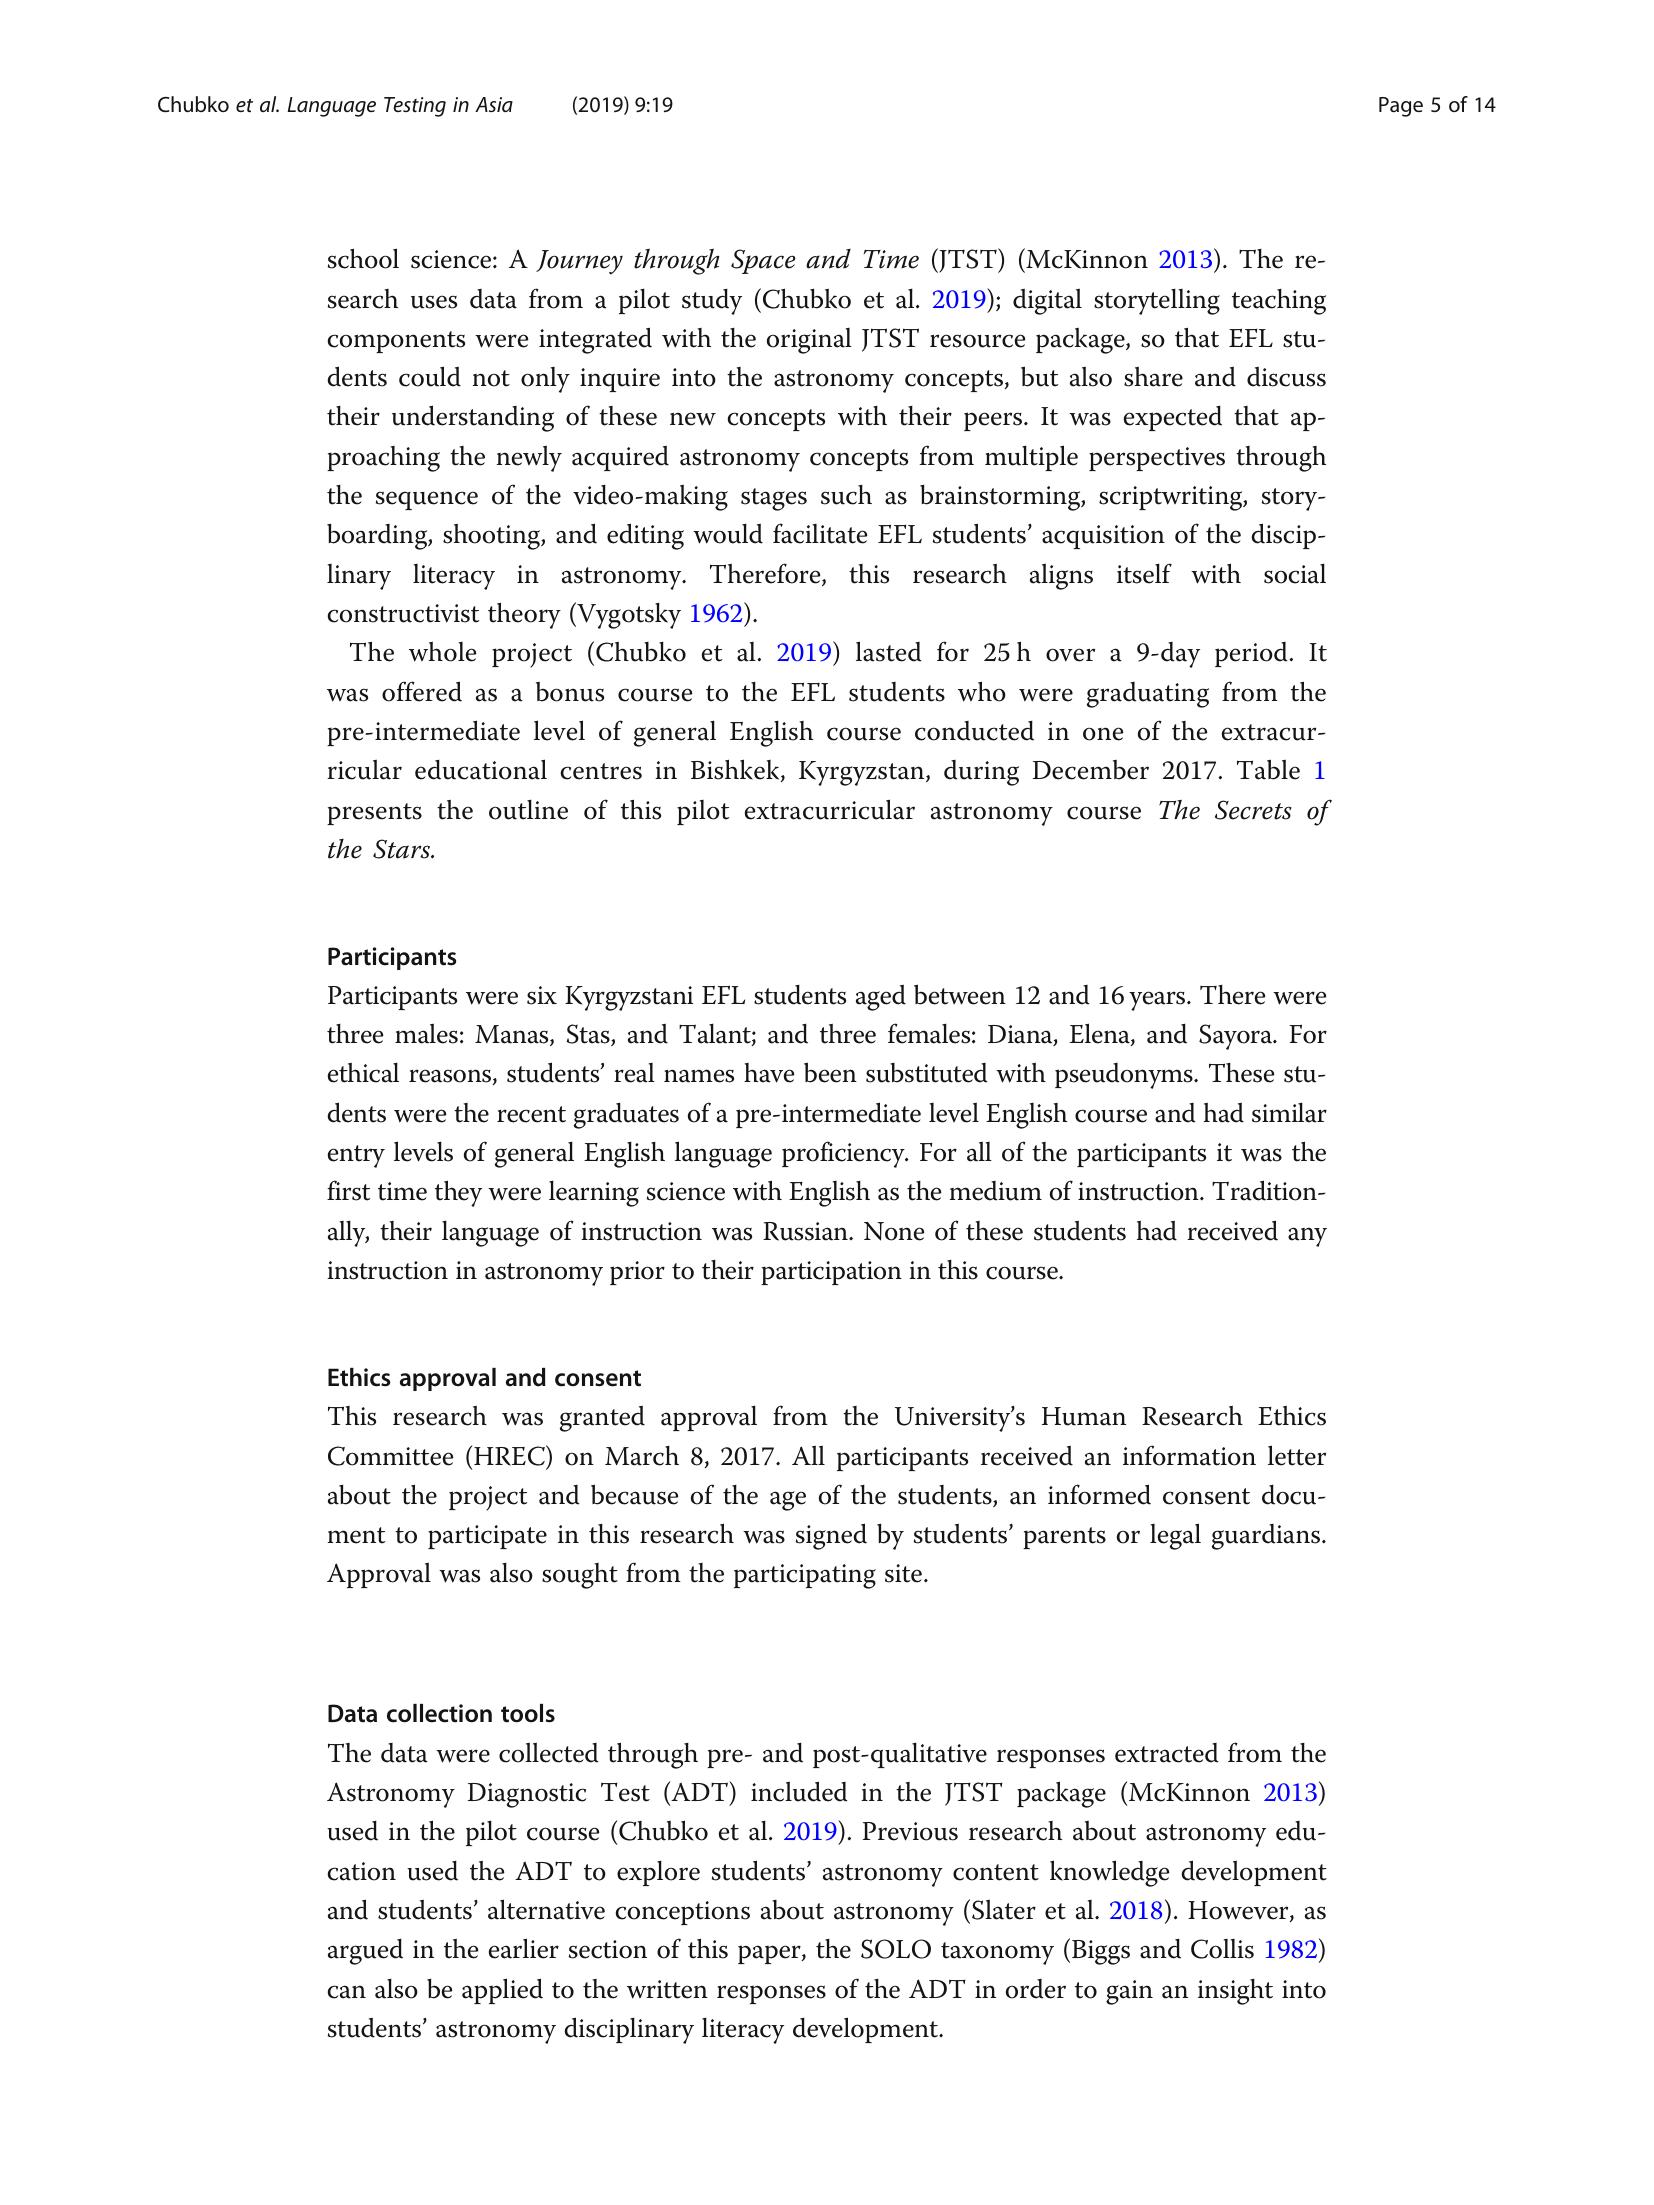 Chubko et al. Language Testing in Asia (2019) 9:19 Page 5 of 14
school science: A Journey through Space and Time (JTST) (McKinnon 2013). The re-
search uses data from a pilot study (Chubko et al. 2019); digital storytelling teaching
components were integrated with the original JTST resource package, so that EFL stu-
dents could not only inquire into the astronomy concepts, but also share and discuss
their understanding of these new concepts with their peers. It was expected that ap-
proaching the newly acquired astronomy concepts from multiple perspectives through
the sequence of the video-making stages such as brainstorming, scriptwriting, story-
boarding, shooting, and editing would facilitate EFL students’ acquisition of the discip-
linary literacy in astronomy. Therefore, this research aligns itself with social
constructivist theory (Vygotsky 1962).
The whole project (Chubko et al. 2019) lasted for 25 h over a 9-day period. It
was offered as a bonus course to the EFL students who were graduating from the
pre-intermediate level of general English course conducted in one of the extracur-
ricular educational centres in Bishkek, Kyrgyzstan, during December 2017. Table 1
presents the outline of this pilot extracurricular astronomy course The Secrets of
the Stars.
Participants
Participants were six Kyrgyzstani EFL students aged between 12 and 16 years. There were
three males: Manas, Stas, and Talant; and three females: Diana, Elena, and Sayora. For
ethical reasons, students’ real names have been substituted with pseudonyms. These stu-
dents were the recent graduates of a pre-intermediate level English course and had similar
entry levels of general English language proficiency. For all of the participants it was the
first time they were learning science with English as the medium of instruction. Tradition-
ally, their language of instruction was Russian. None of these students had received any
instruction in astronomy prior to their participation in this course.
Ethics approval and consent
This research was granted approval from the University’s Human Research Ethics
Committee (HREC) on March 8, 2017. All participants received an information letter
about the project and because of the age of the students, an informed consent docu-
ment to participate in this research was signed by students’ parents or legal guardians.
Approval was also sought from the participating site.
Data collection tools
The data were collected through pre- and post-qualitative responses extracted from the
Astronomy Diagnostic Test (ADT) included in the JTST package (McKinnon 2013)
used in the pilot course (Chubko et al. 2019). Previous research about astronomy edu-
cation used the ADT to explore students’ astronomy content knowledge development
and students’ alternative conceptions about astronomy (Slater et al. 2018). However, as
argued in the earlier section of this paper, the SOLO taxonomy (Biggs and Collis 1982)
can also be applied to the written responses of the ADT in order to gain an insight into
students’ astronomy disciplinary literacy development.